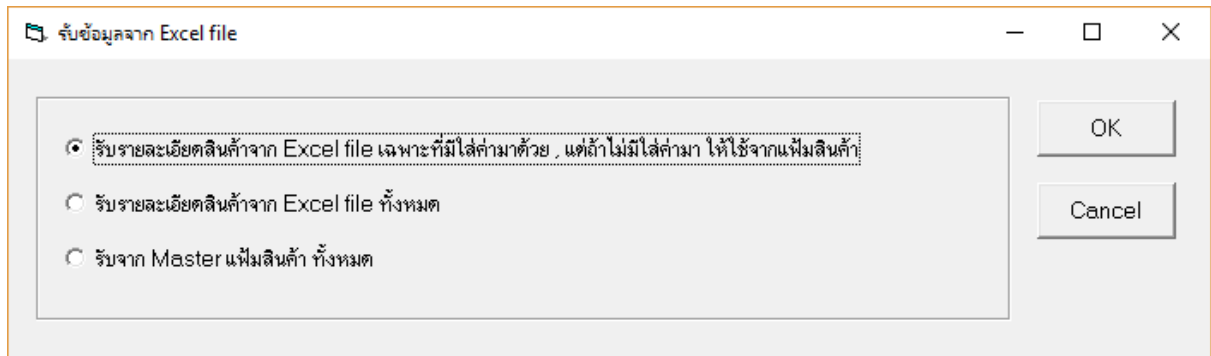 รับข้อมูลจาก Excel file
รับรายละเอียดสินค้าจาก Excel file เฉพาะที่มีใส่ค่ามาด้วย , แต่ถ้าไม่มีใส่ค่ามา ให้ใช้จากแฟ้มสินค้า
OK
รับรายละเอียดสินค้าจาก Excel file ทั้งหมด
Cancel
รับจาก Master แฟ้มสินค้า ทั้งหมด